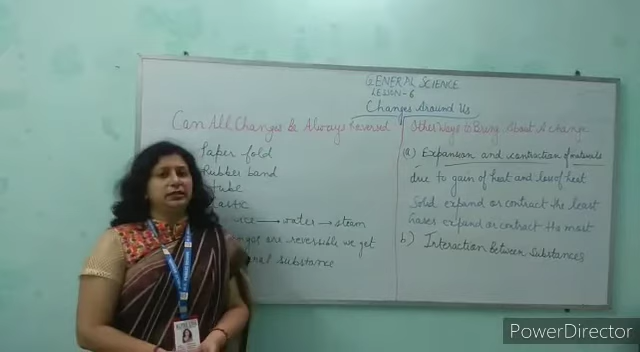 GENERAL SCIENCE
LESSON-6
Changes Around Us
Can All Changes & Always Reversed
Paper fold
Rubber band
tube
ice → water → steam
are reversible we get
substance
Other Ways to Bring About A change
(a) Expansion and contraction of materials
due to gain of heat and loss of heat
Solid expand or contract the least
Gases expand or contract the most
b) Interaction Between Substances
PowerDirector